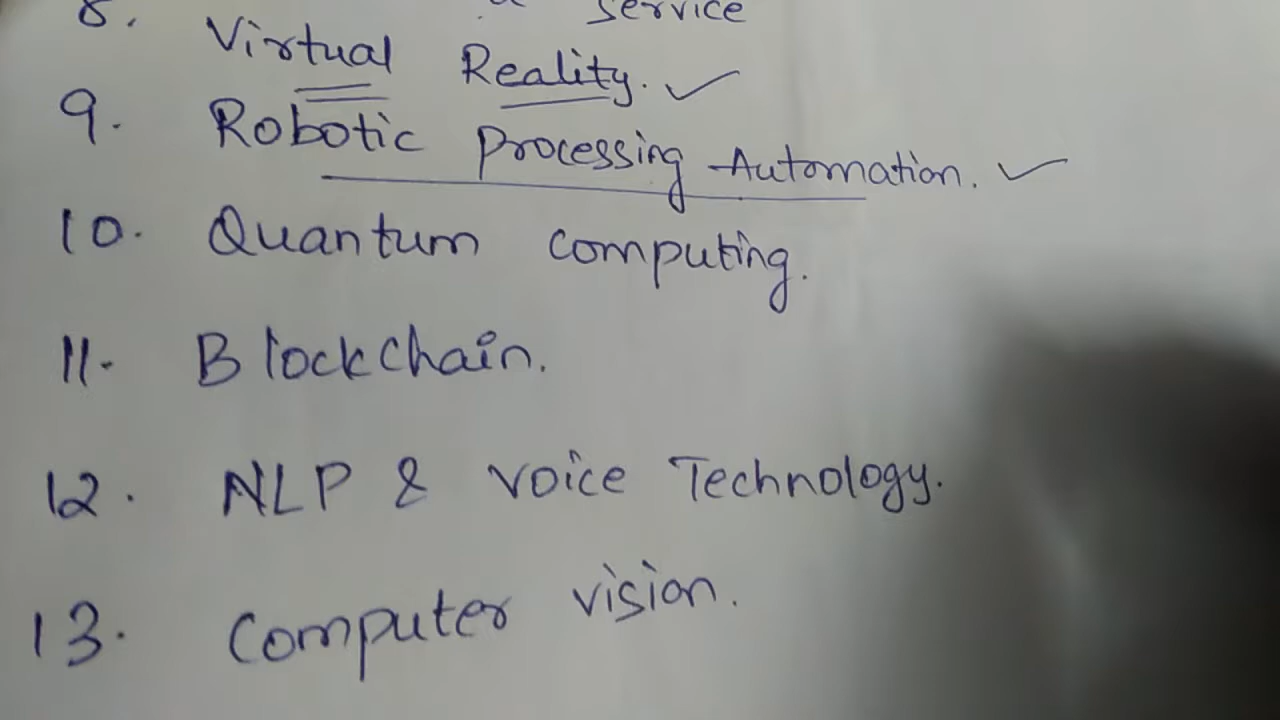 8. service
Virtual Reality. ✓
9. Robotic Processing Automation. ✓
10. Quantum computing.
11. Blockchain.
12. NLP & voice Technology.
13. Computer vision.